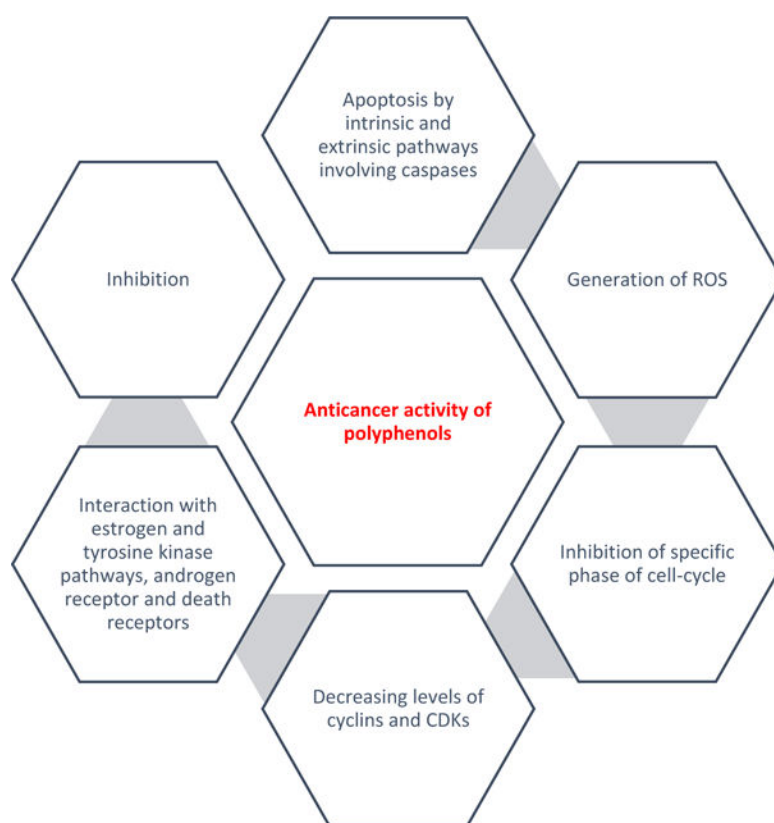 Apoptosis by
intrinsic and
extrinsic pathways
involving caspases
Generation of ROS
Inhibition of specific
phase of cell-cycle
Decreasing levels of
cyclins and CDKs
Interaction with
estrogen and
tyrosine kinase
pathways, androgen
receptor and death
receptors
Inhibition
Anticancer activity of
polyphenols